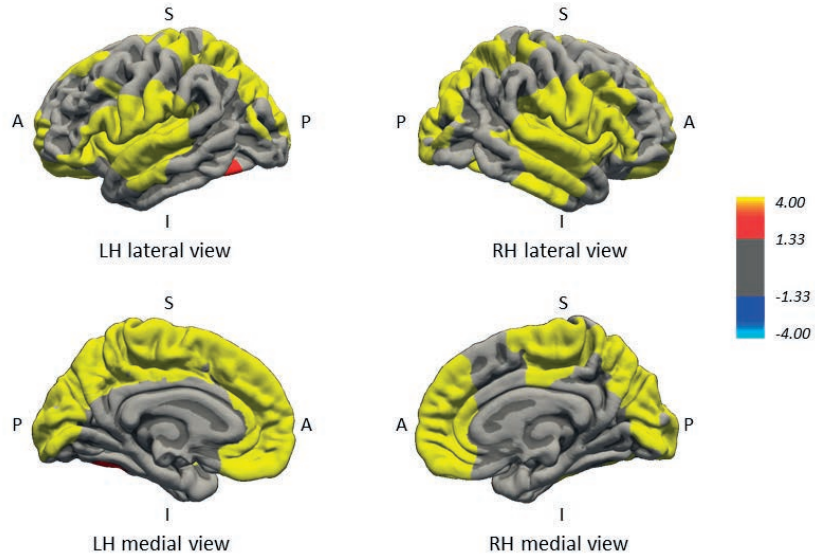 S
S
A
P
P
A
I
I
LH lateral view
RH lateral view
4.00
1.33
-1.33
-4.00
S
S
P
A
A
P
I
I
LH medial view
RH medial view